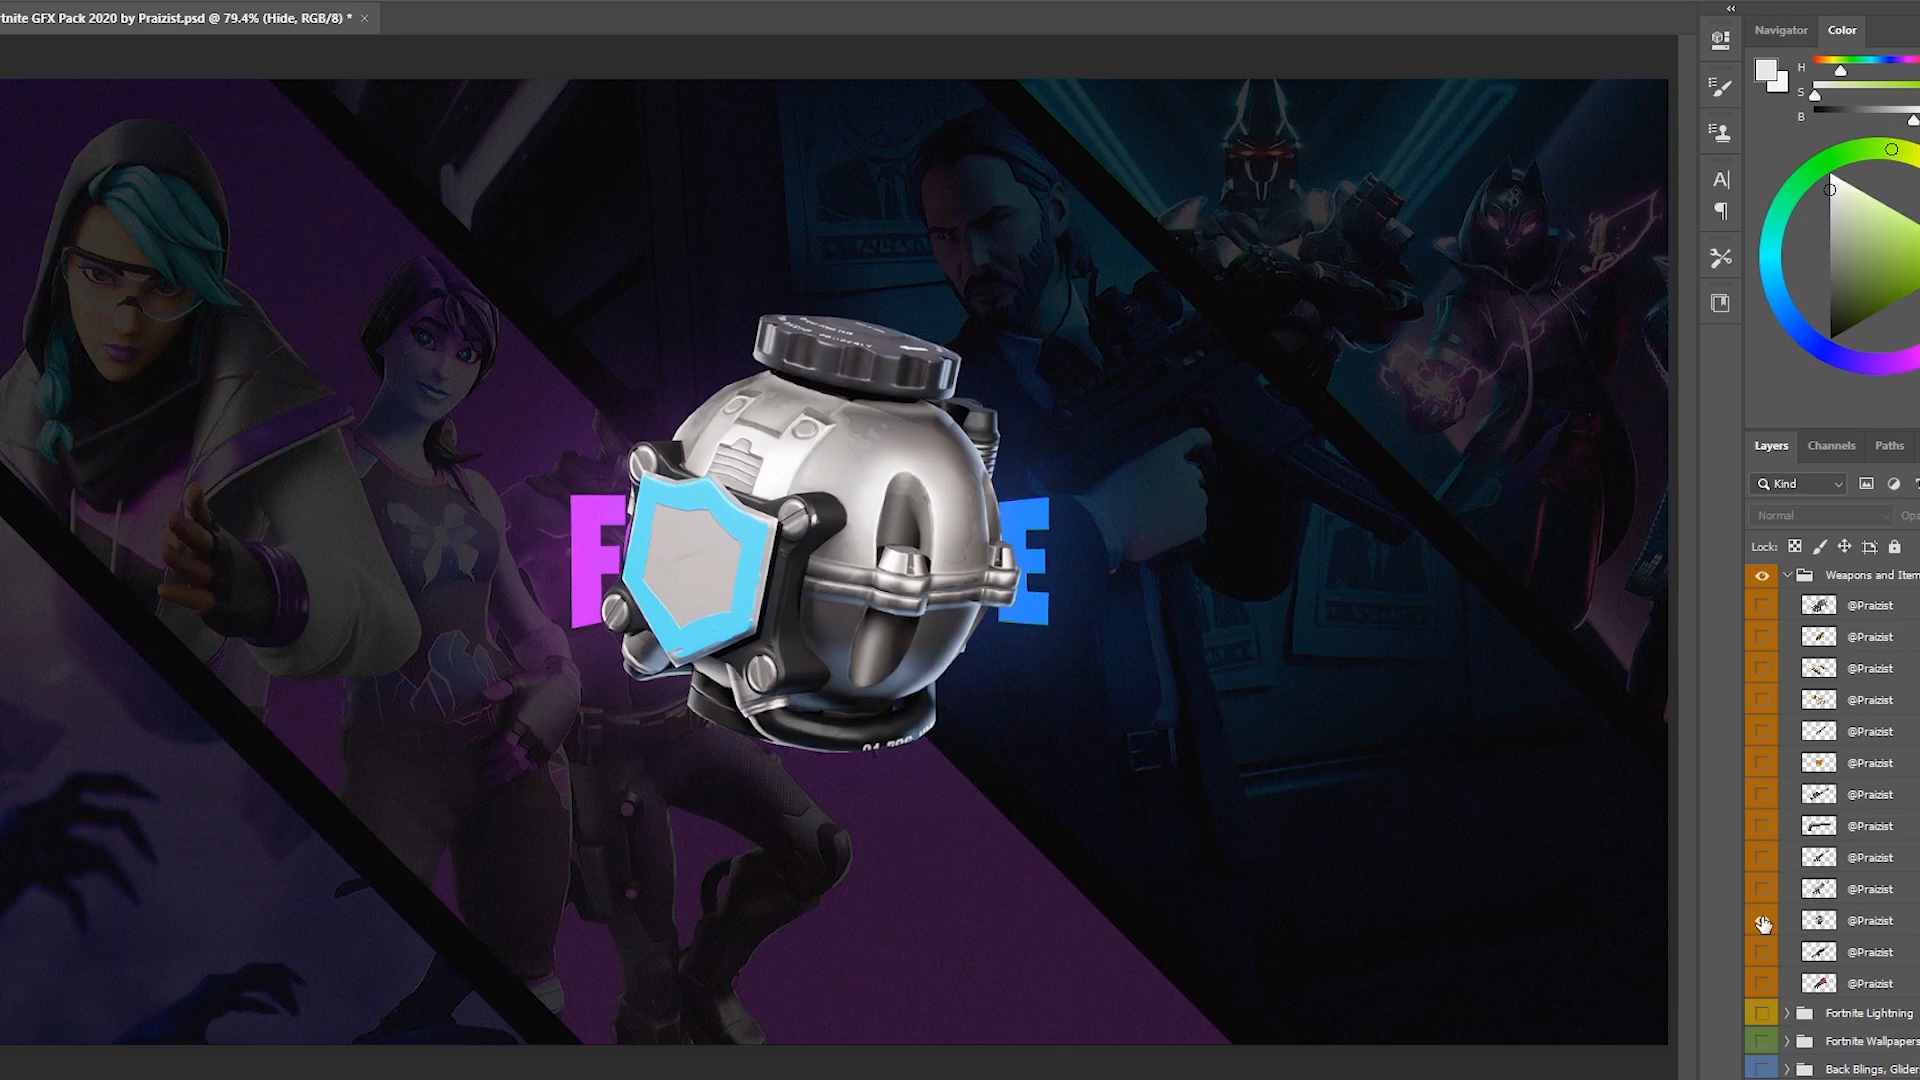 rtnite GFX Pack 2020 by Praizist.psd @ 79.4% (Hide, RGB/8) *
Navigator
Color
H
S
B
F
E
Layers
Channels
Paths
Kind
Normal
Opa
Lock:
Weapons and Item
@Praizist
@Praizist
@Praizist
@Praizist
@Praizist
@Praizist
@Praizist
@Praizist
@Praizist
@Praizist
@Praizist
@Praizist
@Praizist
Fortnite Lightning
Fortnite Wallpapers
Back Blings, Glider